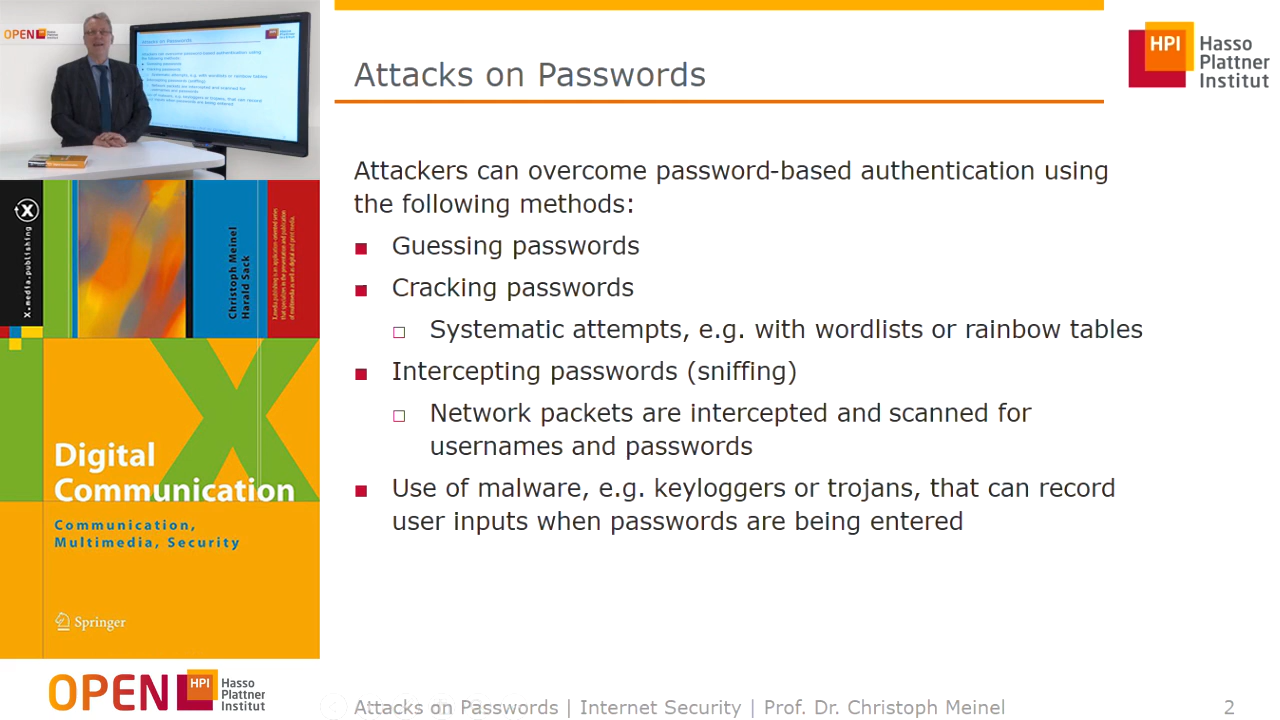 Attacks on Passwords
HPI
Hasso
Plattner
Institut
Attackers can overcome password-based authentication using
the following methods:
■ Guessing passwords
■ Cracking passwords
□ Systematic attempts, e.g. with wordlists or rainbow tables
■ Intercepting passwords (sniffing)
□ Network packets are intercepted and scanned for
usernames and passwords
■ Use of malware, e.g. keyloggers or trojans, that can record
user inputs when passwords are being entered
Attacks on Passwords | Internet Security | Prof. Dr. Christoph Meinel
2
OPEN
Attacks on Passwords
X
X.media.publishing
Christoph Meinel
Harald Sack
Digital
Communication
Communication,
Multimedia, Security
Springer
OPEN
HPI
Hasso
Plattner
Institut